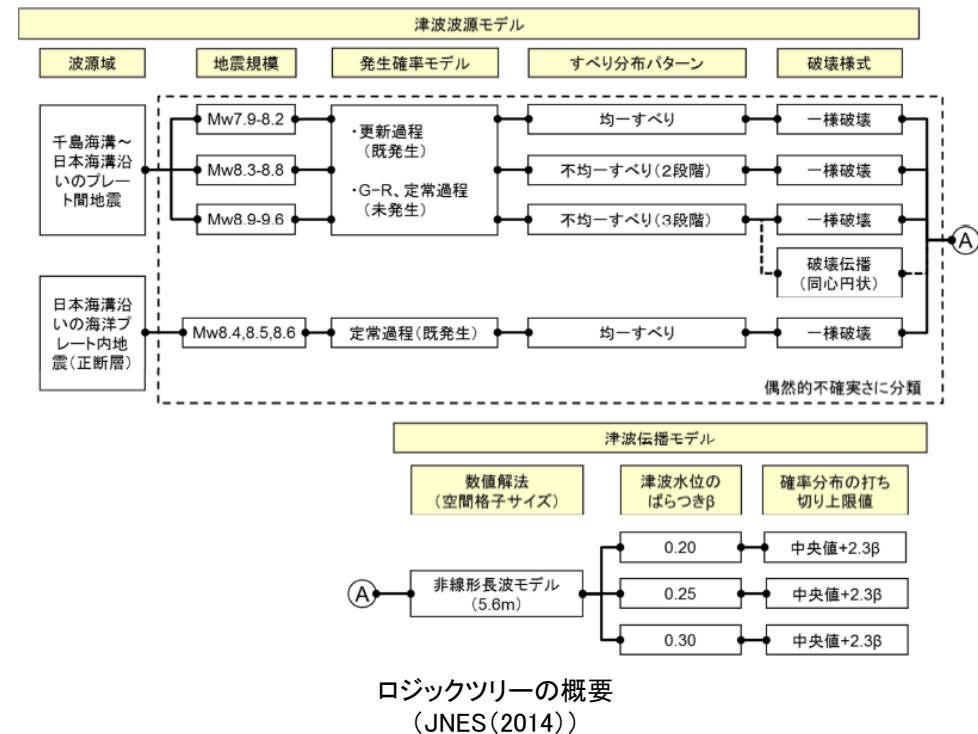 津波波源モデル
波源域
地震規模
発生確率モデル
すべり分布パターン
破壊様式
千島海溝～
日本海溝沿
いのプレー
ト間地震
Mw7.9-8.2
Mw8.3-8.8
Mw8.9-9.6
・更新過程
（既発生）
・G-R、定常過程
（未発生）
均一すべり
不均一すべり（2段階）
不均一すべり（3段階）
一様破壊
一様破壊
一様破壊
破壊伝播
（同心円状）
A
日本海溝沿
いの海洋プ
レート内地
震（正断層）
Mw8.4,8.5,8.6
定常過程（既発生）
均一すべり
一様破壊
偶然的不確実さに分類
津波伝播モデル
数値解法
（空間格子サイズ）
津波水位の
ばらつきβ
確率分布の打ち
切り上限値
A
非線形長波モデル
（5.6m）
0.20
中央値+2.3β
0.25
中央値+2.3β
0.30
中央値+2.3β
ロジックツリーの概要
（JNES（2014））